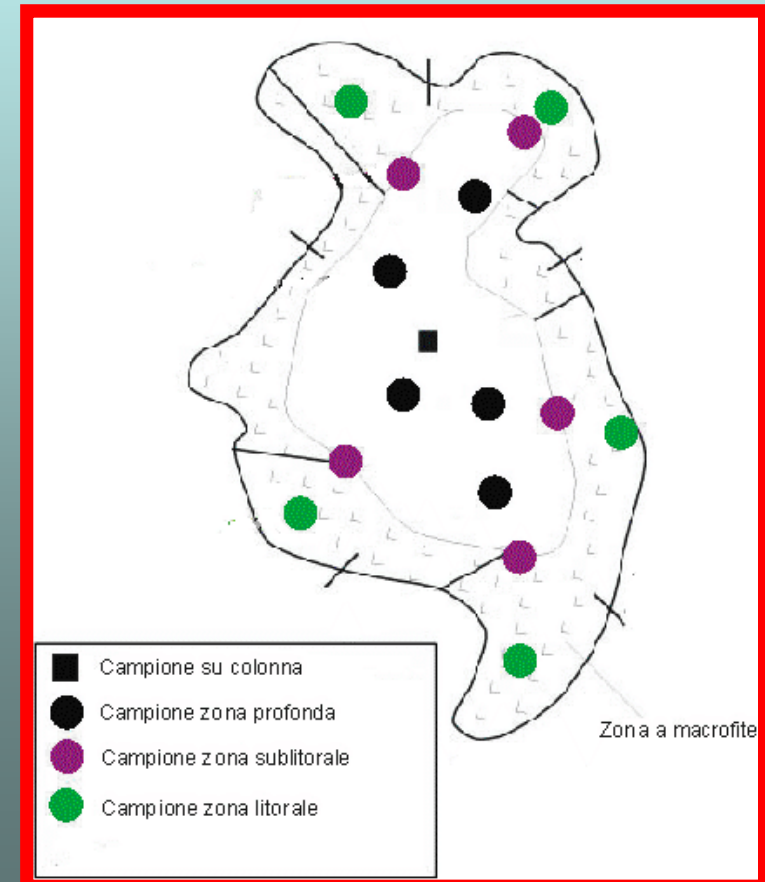 Zona a macrofite
Campione su colonna
Campione zona profonda
Campione zona sublitorale
Campione zona litorale